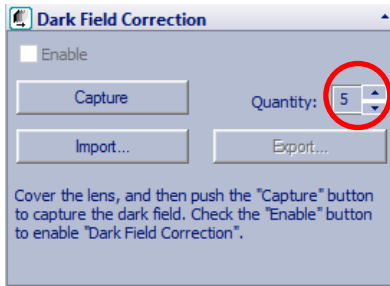 Dark Field Correction
Enable
Capture
Quantity: 5
Import...
Export...
Cover the lens, and then push the "Capture" button
to capture the dark field. Check the "Enable" button
to enable "Dark Field Correction".